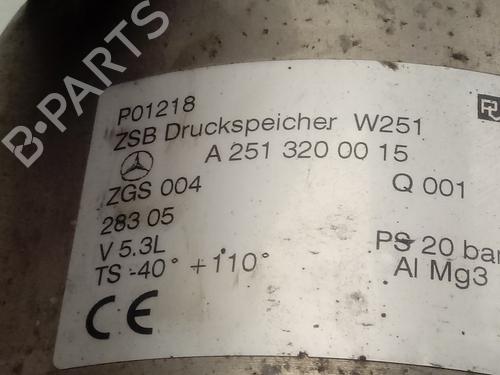 B-PARTS
P01218
ZSB Druckspeicher W251
A 251 320 00 15
ZGS 004 Q 001
283 05
V 5.3L PS 20 bar
TS -40° +110° Al Mg3
CE